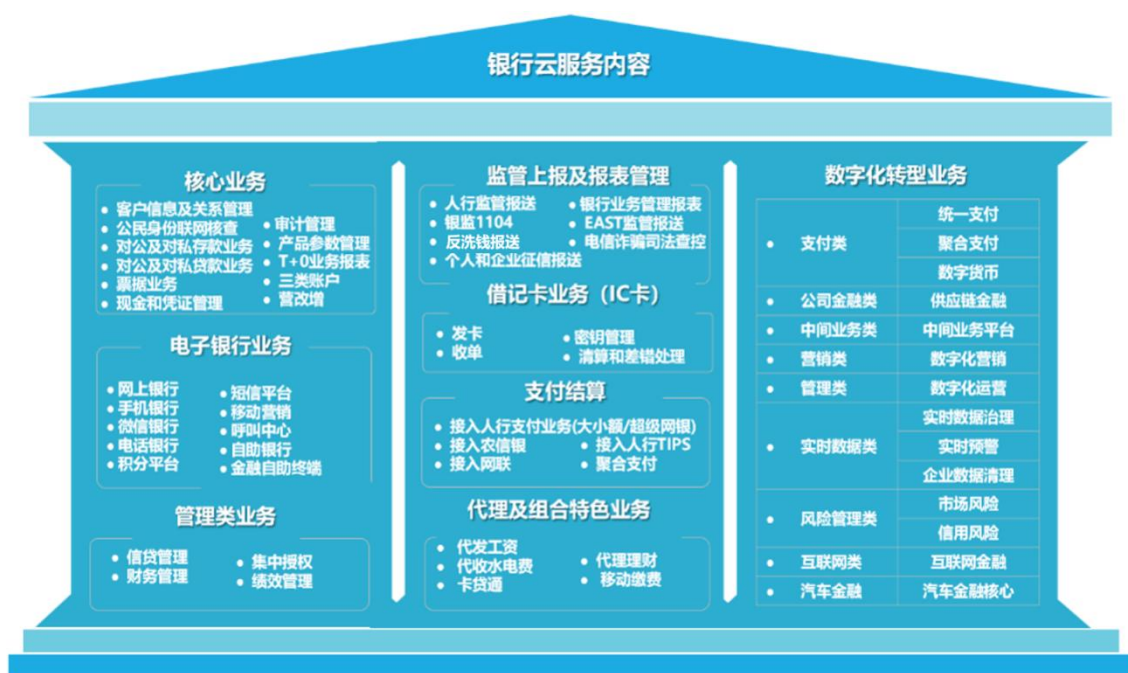 银行云服务内容
核心业务
客户信息及关系管理
公民身份联网核查
对公及对私存款业务
对公及对私贷款业务
票据业务
现金和凭证管理
审计管理
产品参数管理
T+0业务报表
三类账户
营改增
电子银行业务
网上银行
手机银行
微信银行
电话银行
积分平台
短信平台
移动营销
呼叫中心
自助银行
金融自助终端
管理类业务
信贷管理
财务管理
集中授权
绩效管理
监管上报及报表管理
人行监管报送
银监1104
反洗钱报送
个人和企业征信报送
银行业务管理报表
EAST监管报送
电信诈骗司法查控
借记卡业务（IC卡）
发卡
收单
密钥管理
清算和差错处理
支付结算
接入人行支付业务(大小额/超级网银)
接入农信银 接入人行TIPS
接入网联 聚合支付
代理及组合特色业务
代发工资
代收水电费
卡贷通
代理理财
移动缴费
数字化转型业务
支付类
统一支付
聚合支付
数字货币
公司金融类 供应链金融
中间业务类 中间业务平台
营销类 数字化营销
管理类 数字化运营
实时数据类
实时数据治理
实时预警
企业数据清理
风险管理类
市场风险
信用风险
互联网类 互联网金融
汽车金融 汽车金融核心